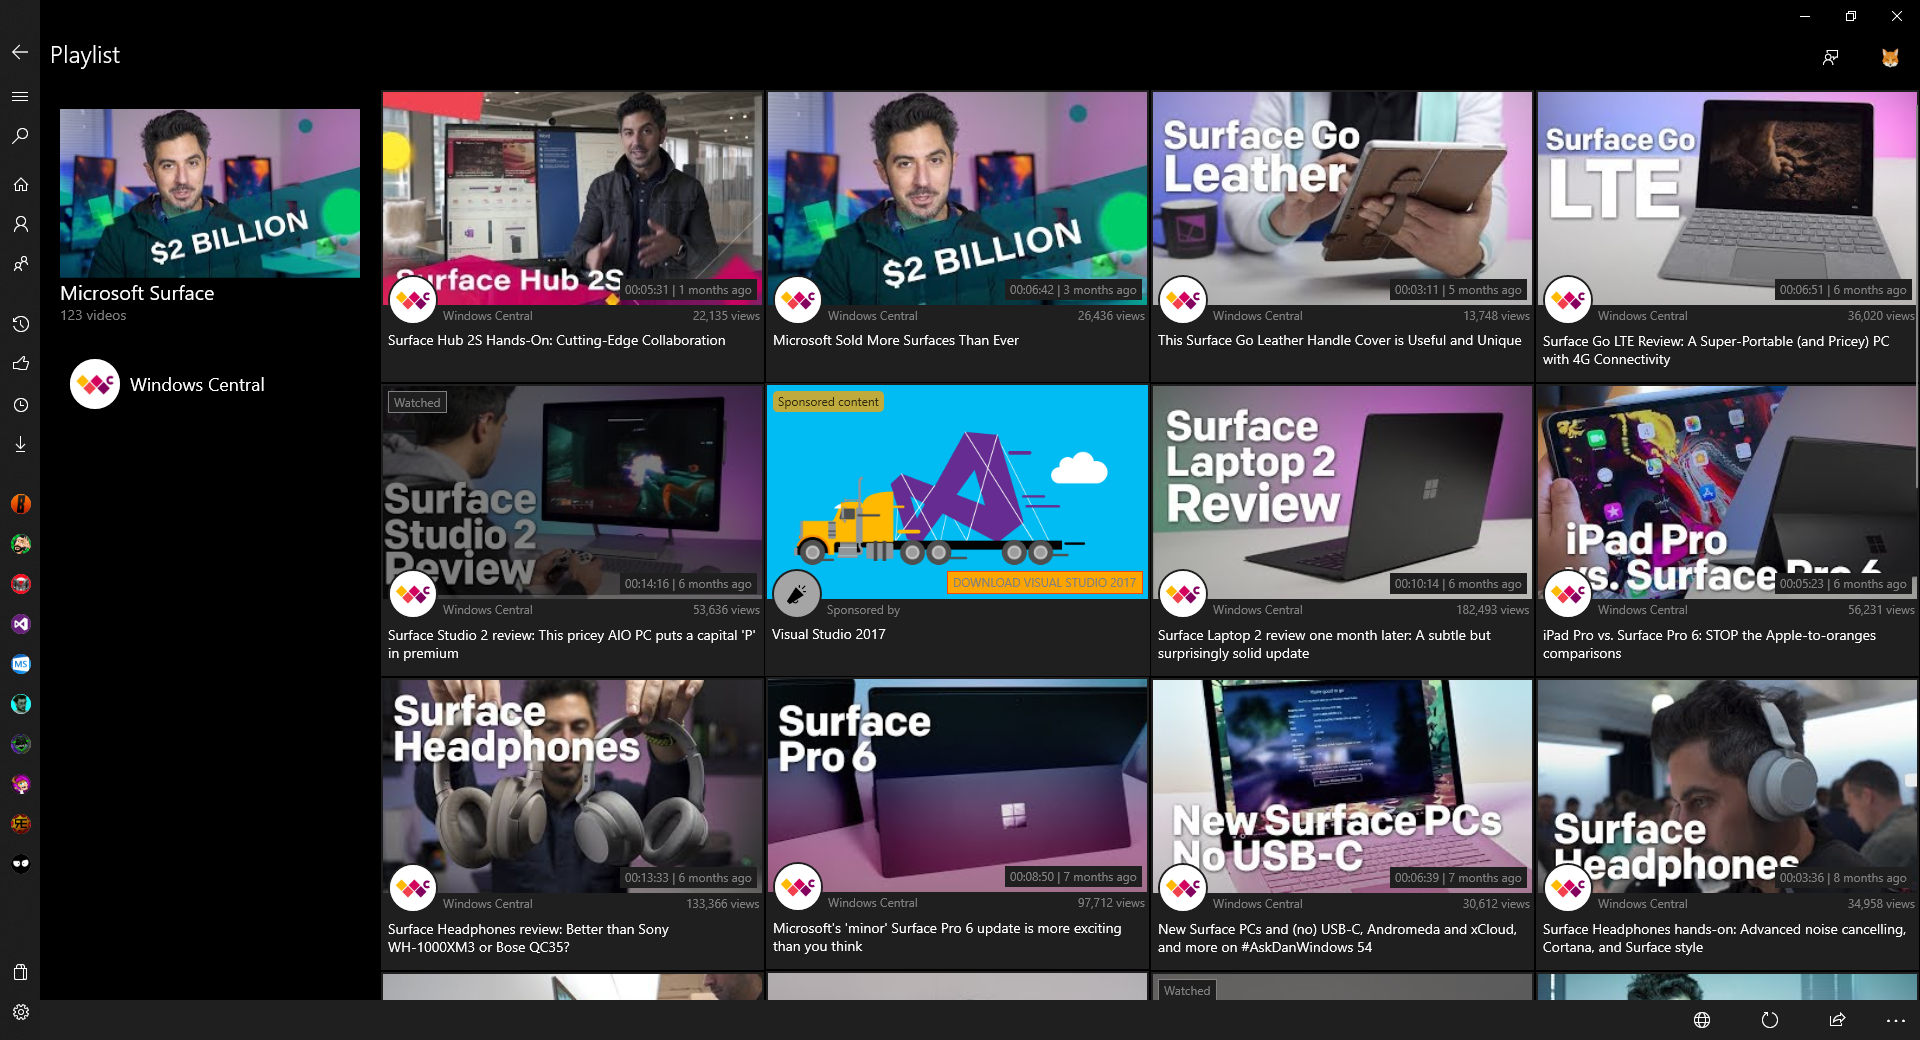 Playlist
$2 BILLION
Microsoft Surface
123 videos
Windows Central
Surface Hub 2S
00:05:31 | 1 months ago
Windows Central
22,135 views
Surface Hub 2S Hands-On: Cutting-Edge Collaboration
$2 BILLION
00:06:42 | 3 months ago
Windows Central
26,436 views
Microsoft Sold More Surfaces Than Ever
Surface Go
Leather
00:03:11 | 5 months ago
Windows Central
13,748 views
This Surface Go Leather Handle Cover is Useful and Unique
Surface Go
LTE
00:06:51 | 6 months ago
Windows Central
36,020 views
Surface Go LTE Review: A Super-Portable (and Pricey) PC
with 4G Connectivity
Watched
Surface
Studio 2
Review
00:14:16 | 6 months ago
Windows Central
53,636 views
Surface Studio 2 review: This pricey AIO PC puts a capital 'P'
in premium
Sponsored content
DOWNLOAD VISUAL STUDIO 2017
Sponsored by
Visual Studio 2017
Surface
Laptop 2
Review
00:10:14 | 6 months ago
Windows Central
182,493 views
Surface Laptop 2 review one month later: A subtle but
surprisingly solid update
iPad Pro
vs. Surface Pro 6
00:05:23 | 6 months ago
Windows Central
56,231 views
iPad Pro vs. Surface Pro 6: STOP the Apple-to-oranges
comparisons
Surface
Headphones
00:13:33 | 6 months ago
Windows Central
133,366 views
Surface Headphones review: Better than Sony
WH-1000XM3 or Bose QC35?
Surface
Pro 6
00:08:50 | 7 months ago
Windows Central
97,712 views
Microsoft's 'minor' Surface Pro 6 update is more exciting
than you think
New Surface PCs
No USB-C
00:06:39 | 7 months ago
Windows Central
30,612 views
New Surface PCs and (no) USB-C, Andromeda and xCloud,
and more on #AskDanWindows 54
Surface
Headphones
00:03:36 | 8 months ago
Windows Central
34,958 views
Surface Headphones hands-on: Advanced noise cancelling,
Cortana, and Surface style
Watched
MS